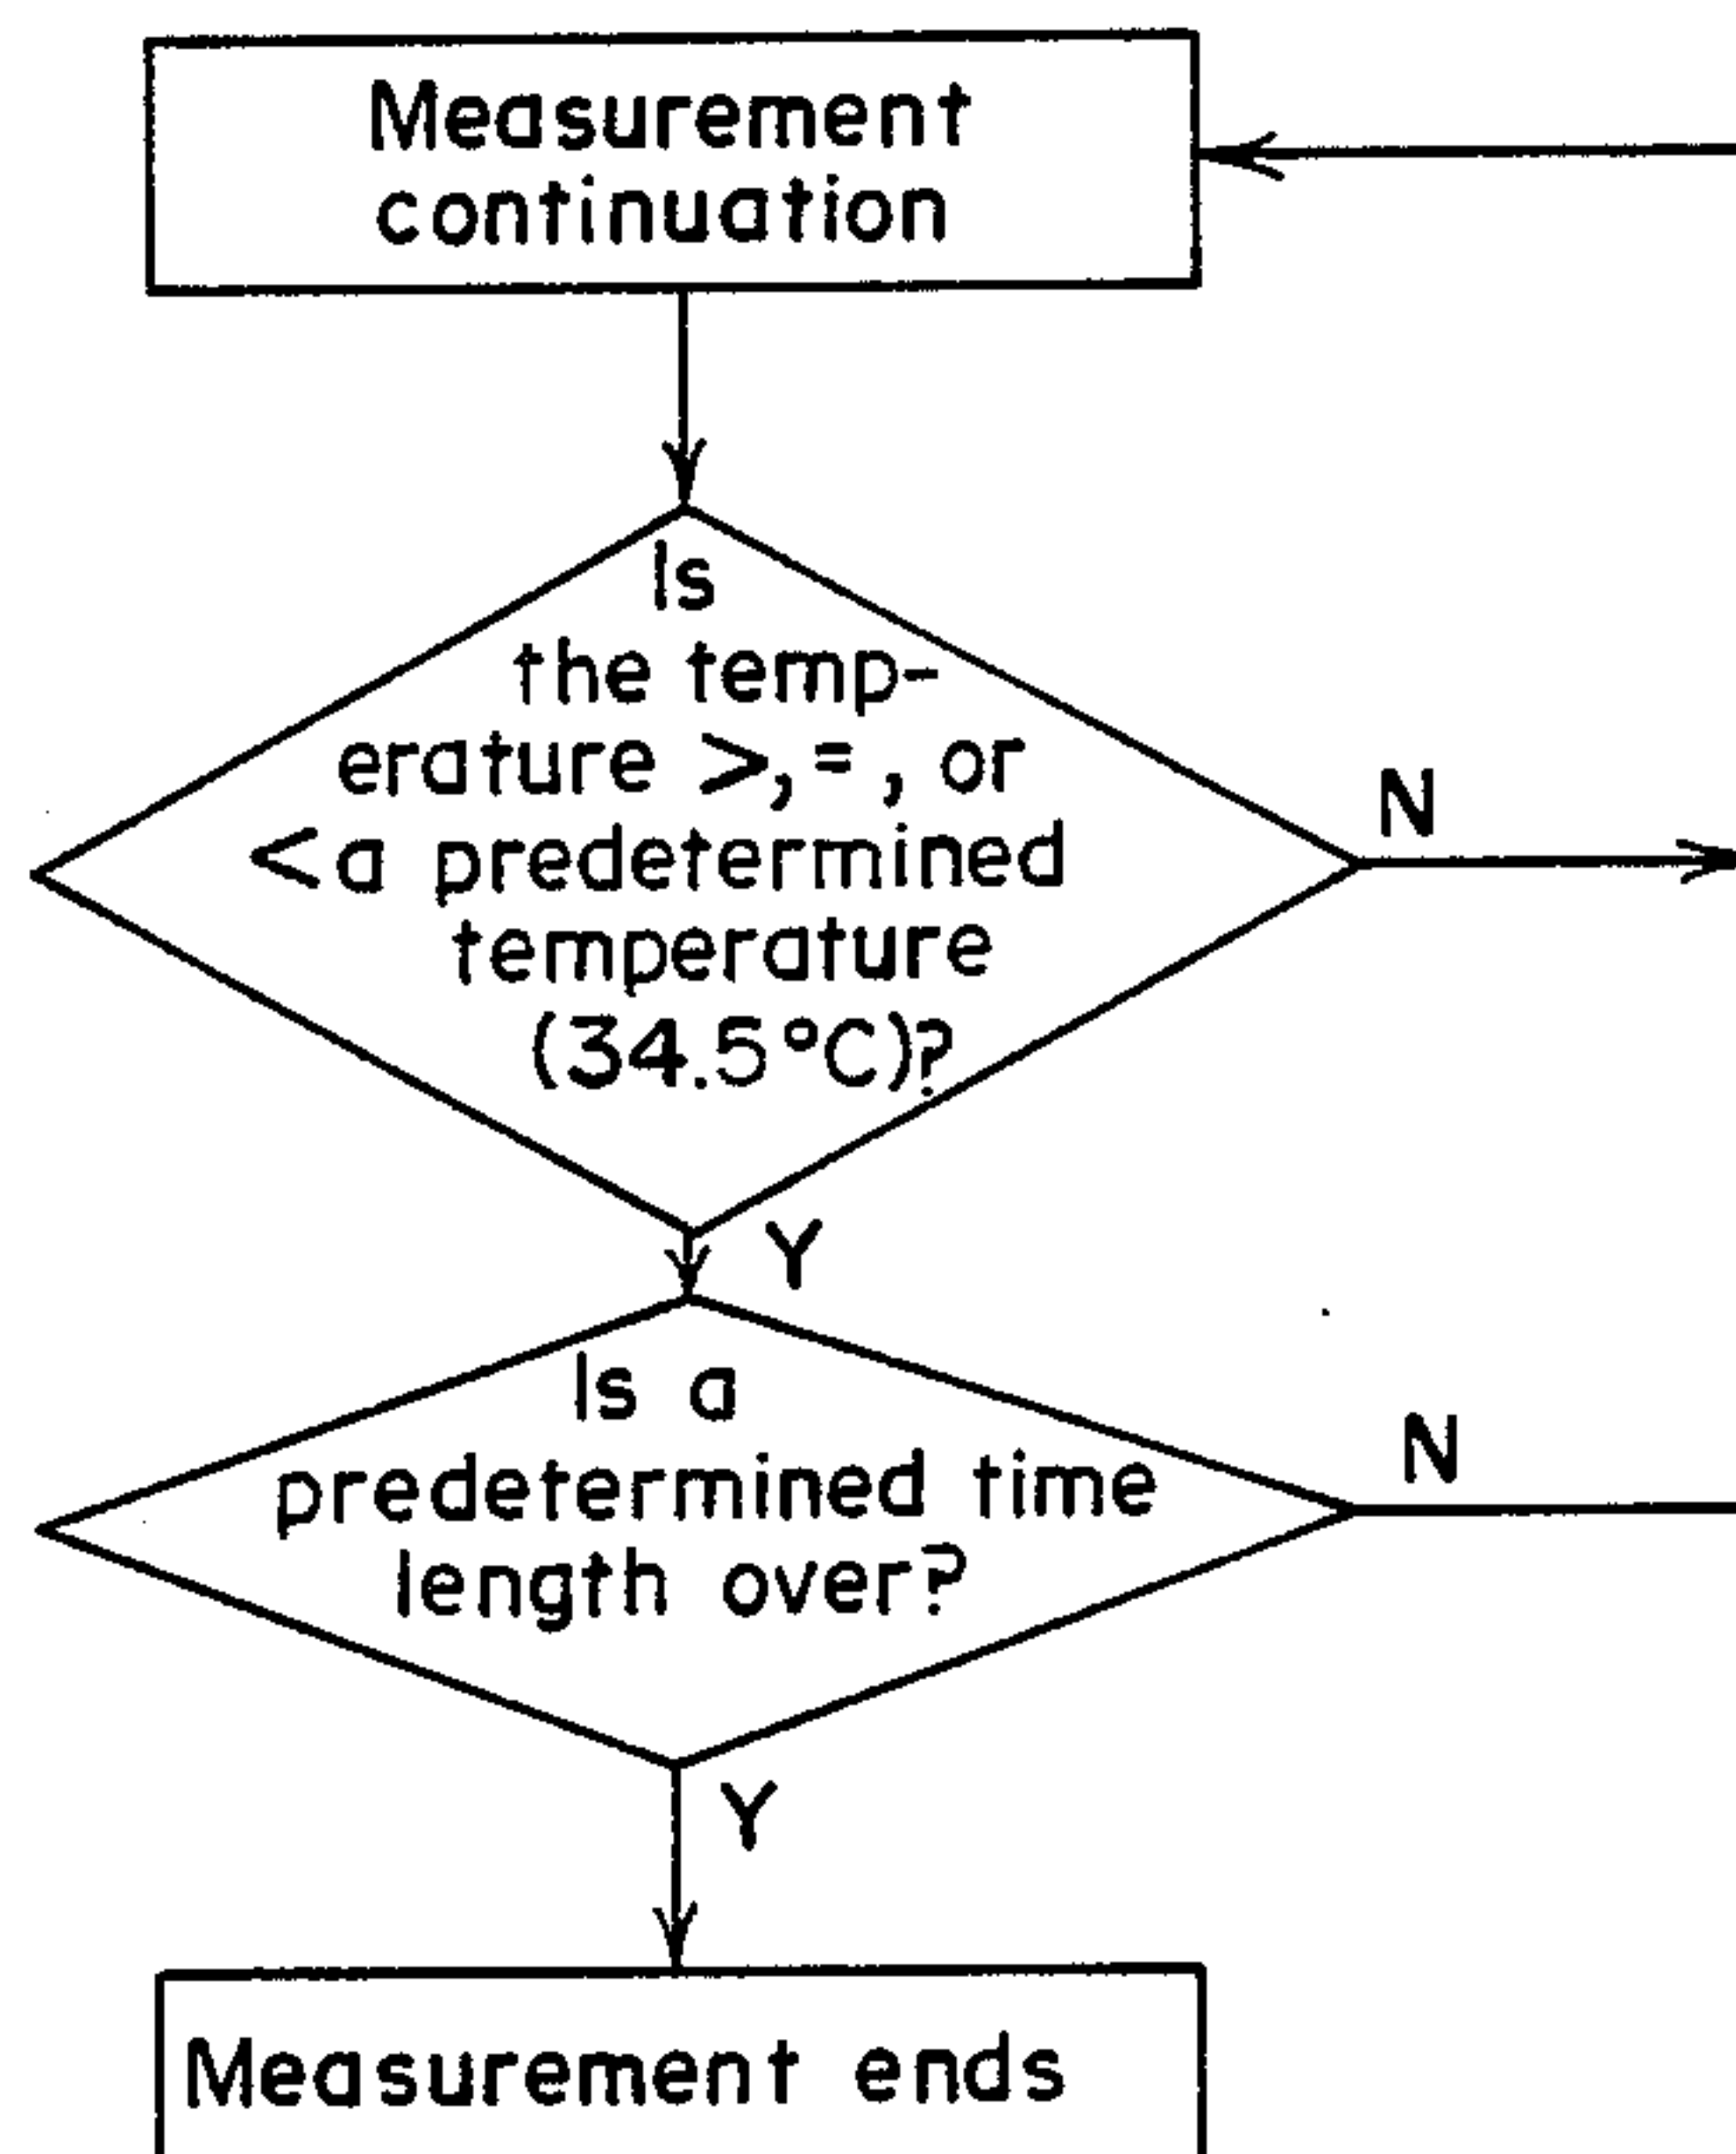 Measurement
continuation
Is
the temp-
erature >,=, or
<a predetermined
temperature
(34.5°C)?
N
Y
Is a
predetermined time
length over?
N
Y
Measurement ends